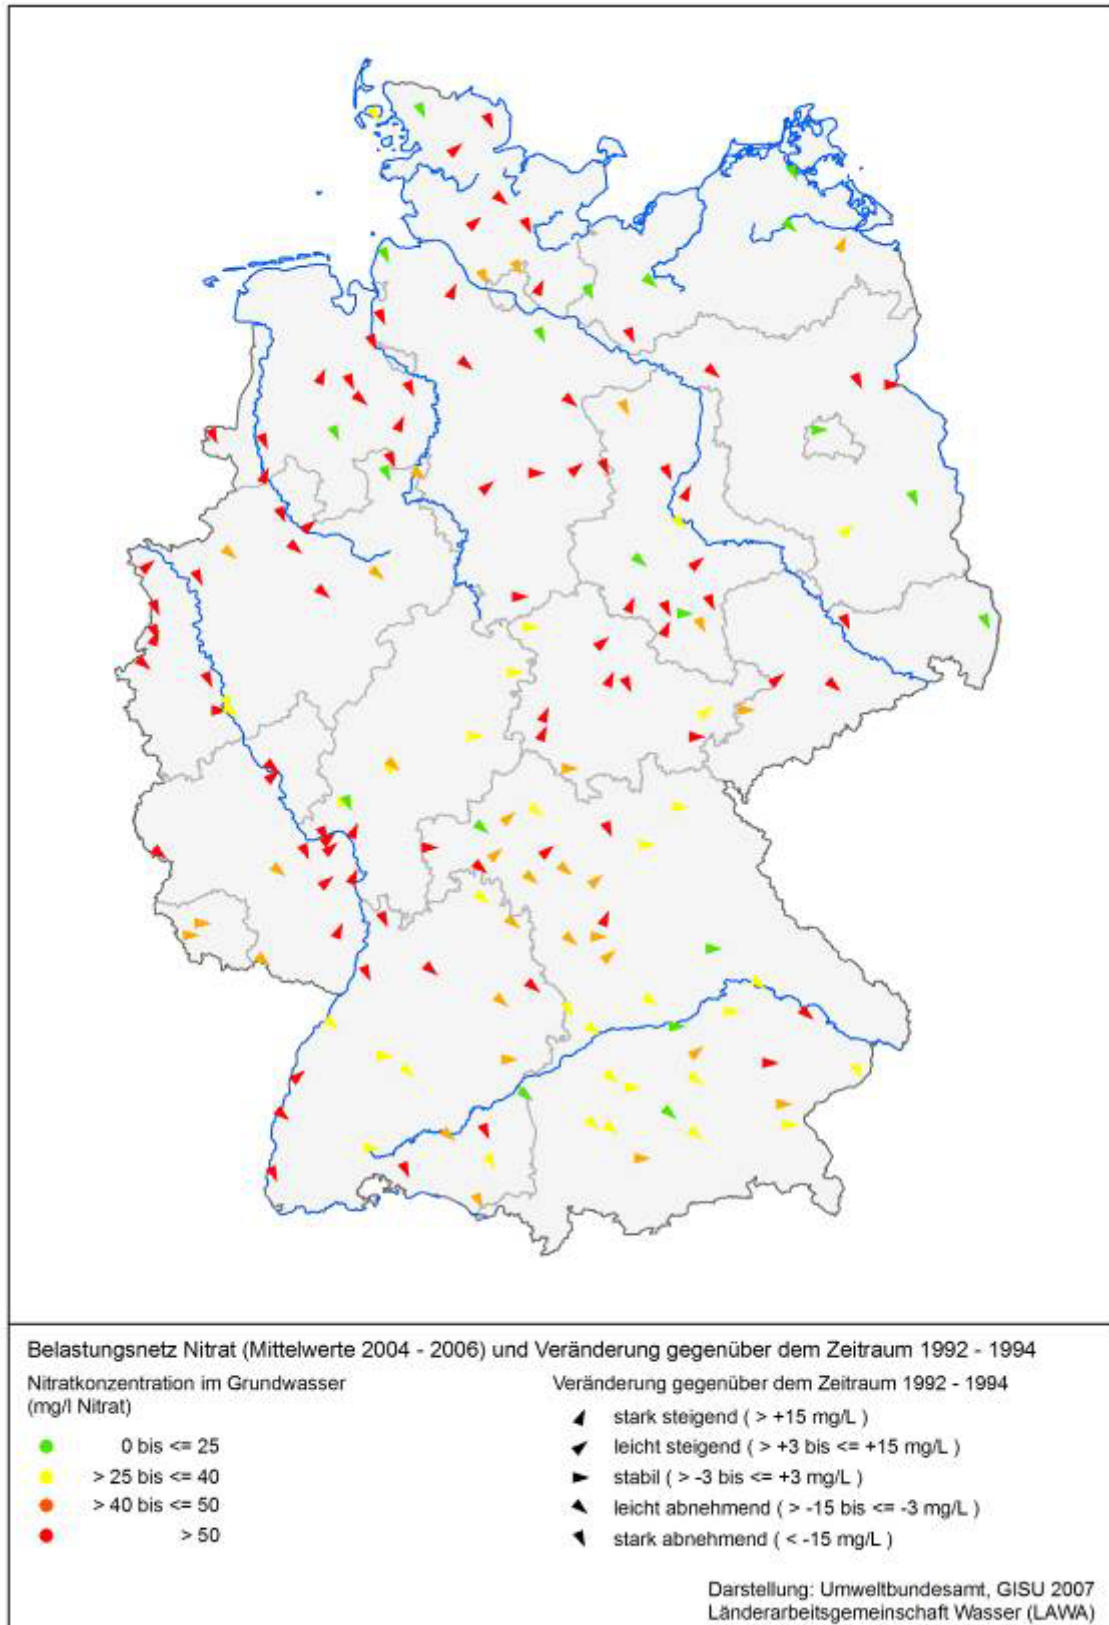 Belastungsnetz Nitrat (Mittelwerte 2004 - 2006) und Veränderung gegenüber dem Zeitraum 1992 - 1994
Nitratkonzentration im Grundwasser
(mg/l Nitrat)
0 bis <= 25
> 25 bis <= 40
> 40 bis <= 50
> 50
Veränderung gegenüber dem Zeitraum 1992 - 1994
stark steigend ( > +15 mg/L )
leicht steigend ( > +3 bis <= +15 mg/L )
stabil ( > -3 bis <= +3 mg/L )
leicht abnehmend ( > -15 bis <= -3 mg/L )
stark abnehmend ( < -15 mg/L )
Darstellung: Umweltbundesamt, GISU 2007
Länderarbeitsgemeinschaft Wasser (LAWA)